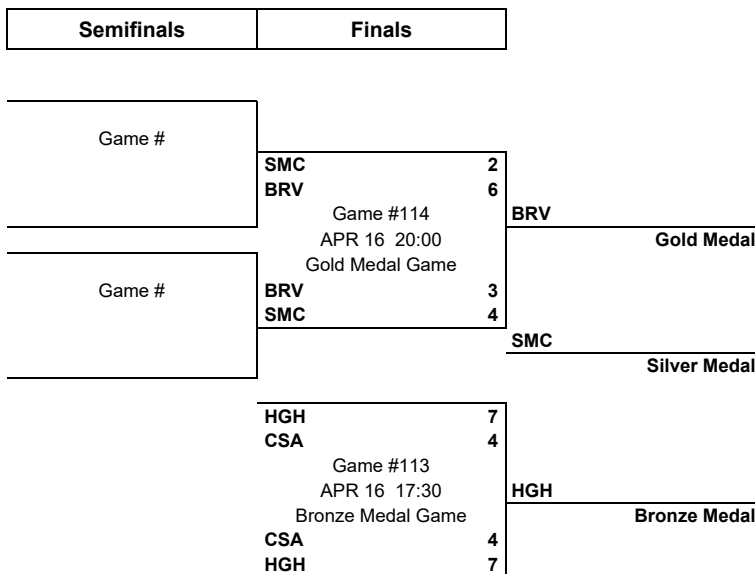 Semifinals Finals
Game #
SMC 2
BRV 6
Game #114
BRV
APR 16 20:00
Gold Medal
Gold Medal Game
Game #
BRV 3
SMC 4
SMC
Silver Medal
HGH 7
CSA 4
Game #113
APR 16 17:30
HGH
Bronze Medal Game
Bronze Medal
CSA 4
HGH 7